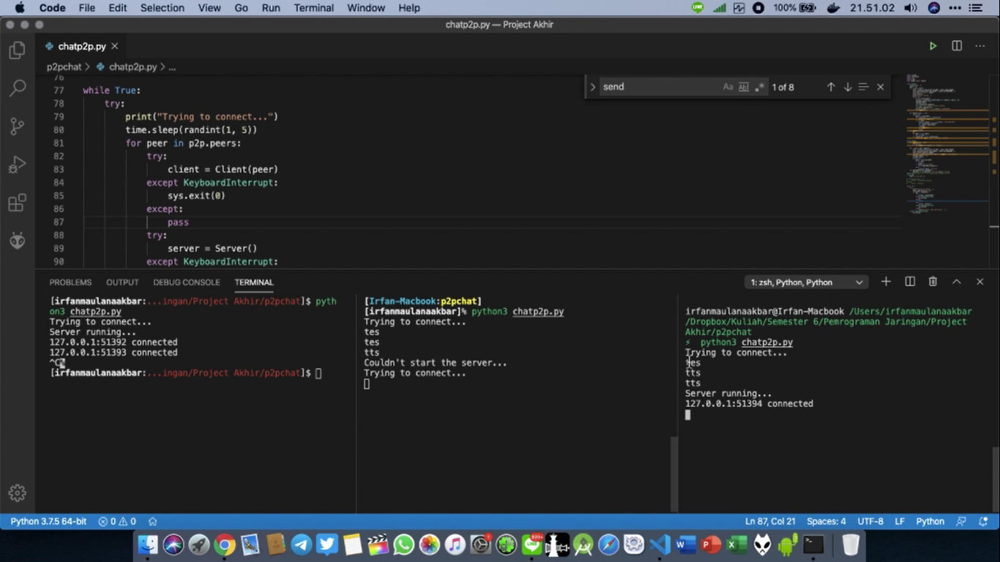 Code File Edit Selection View Go Run Terminal Window Help 100% 21.51.02
chatp2p.py — Project Akhir
chatp2p.py
p2pchat > chatp2p.py > ...
send Aa Abl .* 1 of 8
76
77 while True:
78 try:
79 print("Trying to connect...")
80 time.sleep(randint(1, 5))
81 for peer in p2p.peers:
82 try:
83 client = Client(peer)
84 except KeyboardInterrupt:
85 sys.exit(0)
86 except:
87 pass
88 try:
89 server = Server()
90 except KeyboardInterrupt:
PROBLEMS OUTPUT DEBUG CONSOLE TERMINAL 1: zsh, Python, Python
[irfanmaulanaakbar:...ingan/Project Akhir/p2pchat]$ pyth
on3 chatp2p.py
Trying to connect...
Server running...
127.0.0.1:51392 connected
127.0.0.1:51393 connected
[irfanmaulanaakbar:...ingan/Project Akhir/p2pchat]$
[Irfan-Macbook:p2pchat]
[irfanmaulanaakbar]% python3 chatp2p.py
Trying to connect...
tes
tes
tts
Couldn't start the server...
Trying to connect...
irfanmaulanaakbar@Irfan-Macbook /Users/irfanmaulanaakbar
/Dropbox/Kuliah/Semester 6/Pemrograman Jaringan/Project
Akhir/p2pchat
⚡ python3 chatp2p.py
Trying to connect...
tes
tts
tts
Server running...
127.0.0.1:51394 connected
Python 3.7.5 64-bit 0 0 Ln 87, Col 21 Spaces: 4 UTF-8 LF Python